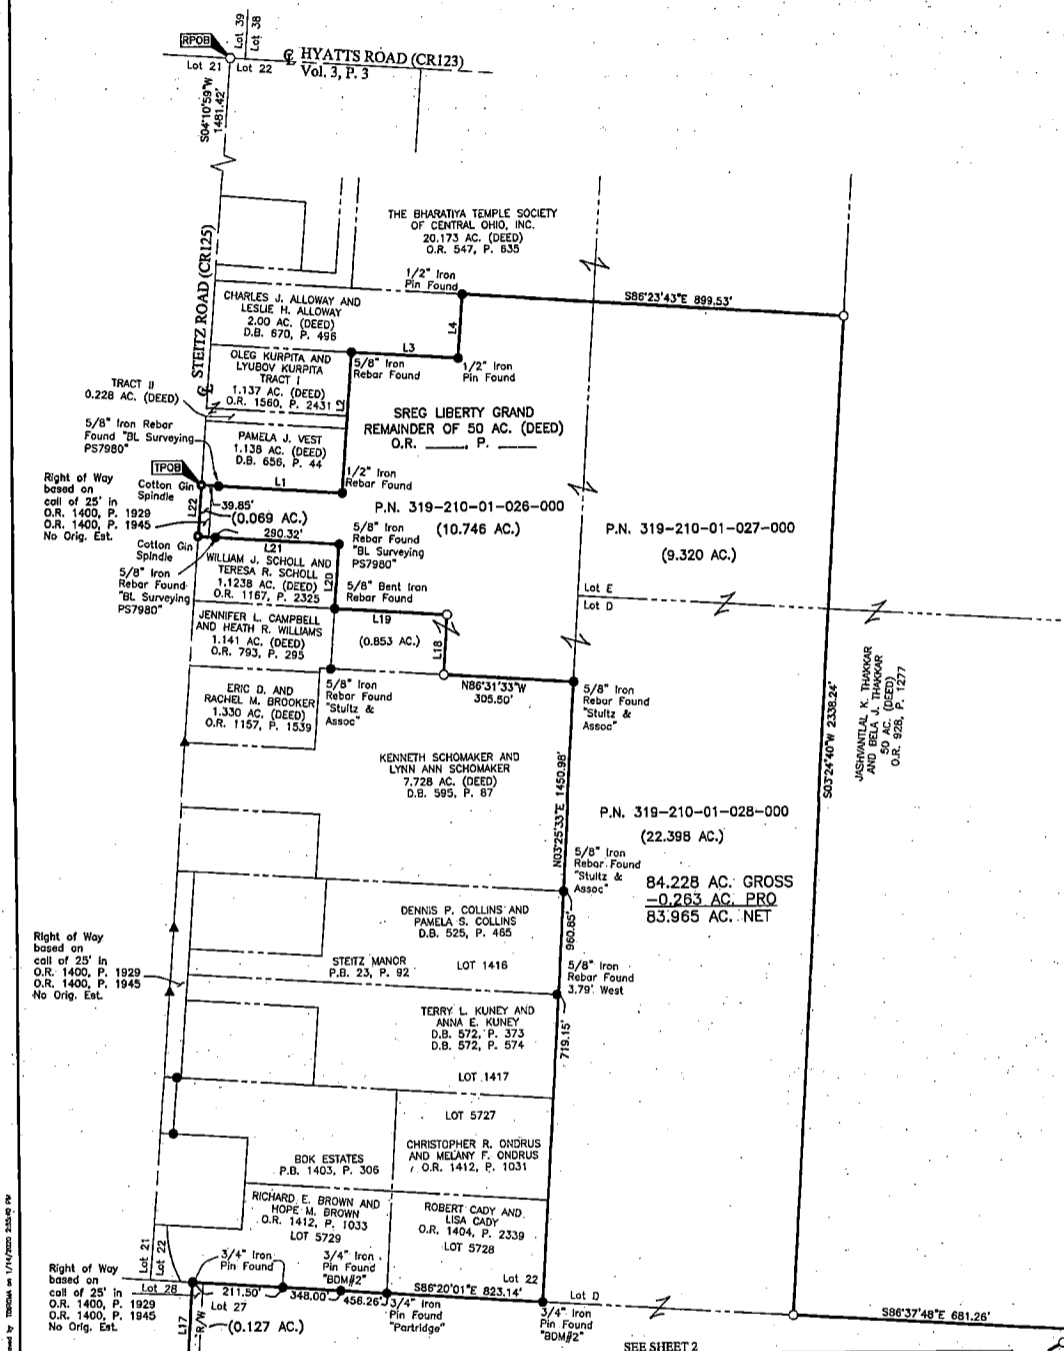 RPOB
Lot 39
Lot 38
Lot 21
Lot 22
℄ HYATTS ROAD (CR123)
Vol. 3, P. 3
S04°10'59"W
1481.42'
THE BHARATIYA TEMPLE SOCIETY
OF CENTRAL OHIO, INC.
20.173 AC. (DEED)
O.R. 547, P. 635
1/2" Iron
Pin Found
S86°23'43"E 899.53'
℄ STEITZ ROAD (CR125)
CHARLES J. ALLOWAY AND
LESLIE H. ALLOWAY
2.00 AC. (DEED)
D.B. 670, P. 496
L4
L3
5/8" Iron
Rebar Found
1/2" Iron
Pin Found
OLEG KURPITA AND
LYUBOV KURPITA
TRACT I
1.137 AC. (DEED)
O.R. 1560, P. 2431
L2
TRACT II
0.228 AC. (DEED)
SREG LIBERTY GRAND
REMAINDER OF 50 AC. (DEED)
O.R. ____, P. ____
5/8" Iron Rebar
Found "BL Surveying
PS7980"
PAMELA J. VEST
1.136 AC. (DEED)
D.B. 656, P. 44
TPOB
1/2" Iron
Rebar Found
Right of Way
based on
call of 25' in
O.R. 1400, P. 1929
O.R. 1400, P. 1945
No Orig. Est.
Cotton Gin
Spindle
L1
L22
39.85'
(0.069 AC.)
P.N. 319-210-01-026-000
(10.746 AC.)
P.N. 319-210-01-027-000
(9.320 AC.)
290.32'
L21
5/8" Iron
Rebar Found
"BL Surveying
PS7980"
Cotton Gin
Spindle
5/8" Iron
Rebar Found
"BL Surveying
PS7980"
WILLIAM J. SCHOLL AND
TERESA R. SCHOLL
1.1238 AC. (DEED)
O.R. 1167, P. 2325
L20
5/8" Bent Iron
Rebar Found
Lot E
Lot D
JENNIFER L. CAMPBELL
AND HEATH R. WILLIAMS
1.141 AC. (DEED)
O.R. 793, P. 295
L19
(0.853 AC.)
L18
N86°31'33"W
305.50'
5/8" Iron
Rebar Found
"Stultz &
Assoc"
5/8" Iron
Rebar Found
"Stultz &
Assoc"
ERIC D. AND
RACHEL M. BROOKER
1.330 AC. (DEED)
O.R. 1157, P. 1539
JASHVANTLAL K. THAKKAR
AND BELA J. THAKKAR
50 AC. (DEED)
O.R. 928, P. 1277
S03°24'40"W 2338.24'
KENNETH SCHOMAKER AND
LYNN ANN SCHOMAKER
7.728 AC. (DEED)
D.B. 595, P. 87
N03°25'33"E 1450.98'
P.N. 319-210-01-028-000
(22.398 AC.)
5/8" Iron
Rebar Found
"Stultz &
Assoc"
84.228 AC. GROSS
-0.263 AC. PRO
83.965 AC. NET
DENNIS P. COLLINS AND
PAMELA S. COLLINS
D.B. 525, P. 465
960.85'
Right of Way
based on
call of 25' in
O.R. 1400, P. 1929
O.R. 1400, P. 1945
No Orig. Est.
STEITZ MANOR
P.B. 23, P. 92
LOT 1416
5/8" Iron
Rebar Found
3.79' West
TERRY L. KUNEY AND
ANNA E. KUNEY
D.B. 572, P. 373
D.B. 572, P. 574
719.15'
LOT 1417
LOT 5727
CHRISTOPHER R. ONDRUS
AND MELANY F. ONDRUS
O.R. 1412, P. 1031
BOK ESTATES
P.B. 1403, P. 306
RICHARD E. BROWN AND
HOPE M. BROWN
O.R. 1412, P. 1033
LOT 5729
ROBERT CADY AND
LISA CADY
O.R. 1404, P. 2339
LOT 5728
Lot 21
Lot 22
Right of Way
based on
call of 25' in
O.R. 1400, P. 1929
O.R. 1400, P. 1945
No Orig. Est.
3/4" Iron
Pin Found
3/4" Iron
Pin Found
"BDM#2"
Lot 28
Lot 27
211.50'
348.00'
456.26'
S86°20'01"E 823.14'
Lot 22
Lot D
3/4" Iron
Pin Found
"Partridge"
3/4" Iron
Pin Found
"BDM#2"
S86°37'48"E 681.26'
L17
R/W
(0.127 AC.)
SEE SHEET 2
on 1/14/2020 2:55:40 PM